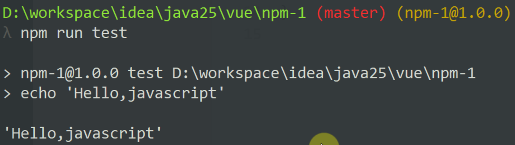 D:\workspace\idea\java25\vue\npm-1 (master) (npm-1@1.0.0)
λ npm run test
> npm-1@1.0.0 test D:\workspace\idea\java25\vue\npm-1
> echo 'Hello,javascript'
'Hello,javascript'